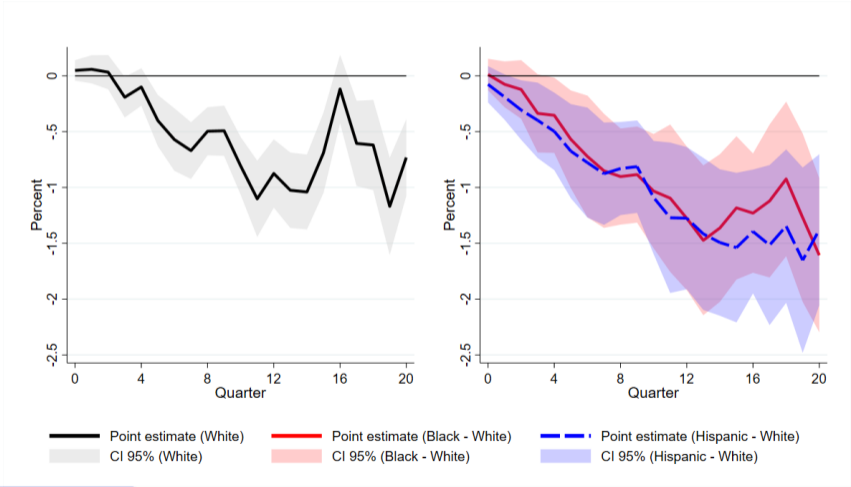 0
-.5
-1
-1.5
-2
-2.5
Percent
0 4 8 12 16 20
Quarter
0
-.5
-1
-1.5
-2
-2.5
Percent
0 4 8 12 16 20
Quarter
Point estimate (White) Point estimate (Black - White) Point estimate (Hispanic - White)
CI 95% (White) CI 95% (Black - White) CI 95% (Hispanic - White)